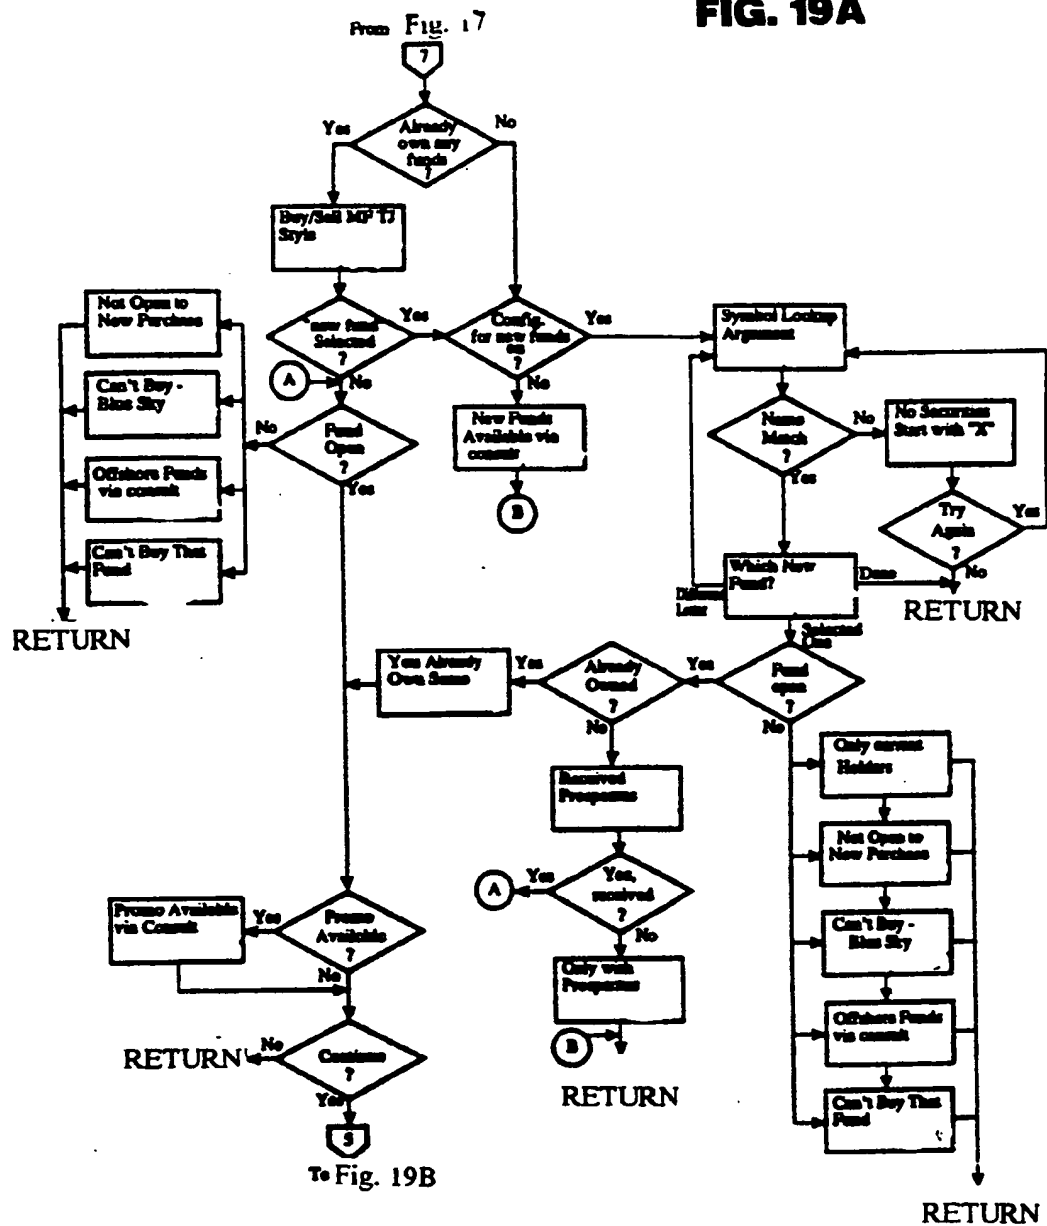 FIG. 19A
From Fig. 17
7
Already
own any
funds
?
Yes
No
Buy/Sell MF
Style
"new fund"
Selected
?
Yes
No
Config.
for new funds
on
?
Yes
No
Symbol Lookup
Argument
Not Open to
New Purchase
Can't Buy -
Blue Sky
Offshore Funds
via consult
Can't Buy That
Fund
RETURN
A
Fund
Open
?
No
Yes
New Funds
Available via
consult
B
Name
Match
?
No
Yes
No Securities
Start with "X"
Try
Again
?
Yes
No
RETURN
Which New
Fund?
Done
Different
Letter
Selected
One
Fund
open
?
Yes
No
Already
Owned
?
Yes
No
You Already
Own Some
Received
Prospectus
Yes,
received
?
Yes
No
A
Only with
Prospectus
B
RETURN
Only current
Holders
Not Open to
New Purchase
Can't Buy -
Blue Sky
Offshore Funds
via consult
Can't Buy That
Fund
RETURN
Promo Available
via Consult
Promo
Available
?
Yes
No
Continue
?
No
Yes
RETURN
5
To Fig. 19B